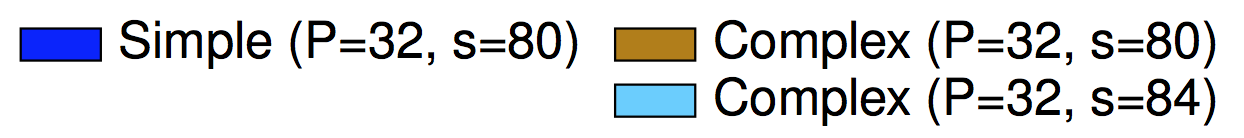 Simple (P=32, s=80) Complex (P=32, s=80)
Complex (P=32, s=84)